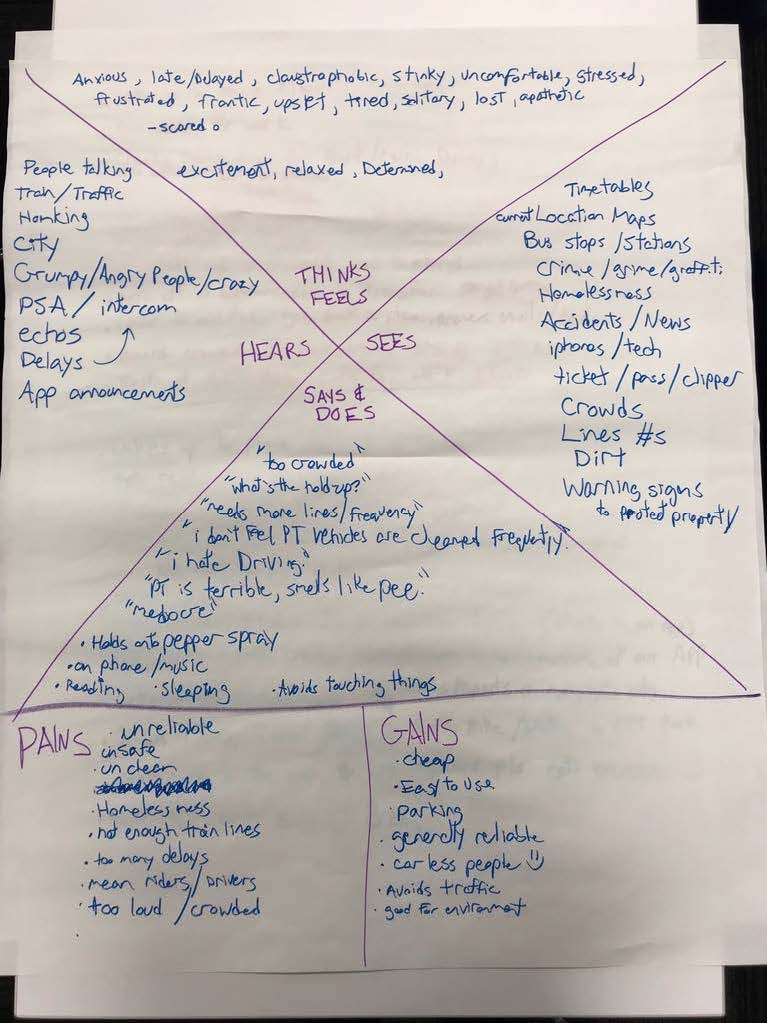 Anxious, late/Delayed, claustrophobic, stinky, uncomfortable, stressed,
frustrated, frantic, upset, tired, solitary, lost, apathetic
- scared
excitement, relaxed, Determined,
THINKS
FEELS
People talking
Train/Traffic
Honking
City
Grumpy/Angry People/crazy
PSA/intercom
echos
Delays
App announcements
HEARS
SEES
Timetables
current Location Maps
Bus stops/Stations
crime/grime/graffiti
Homelessness
Accidents/News
iphones/tech
ticket/pass/clipper
Crowds
Lines #s
Dirt
Warning signs
to protect property
SAYS &
DOES
"too crowded"
"what's the holdup?"
"needs more lines/frequency"
"i don't Feel PT vehicles are cleaned Frequently."
"i hate Driving."
"PT is terrible, smells like pee."
"mediocre"
• Holds onto pepper spray
• on phone/music
• Reading • sleeping • Avoids touching things
PAINS
• unreliable
unsafe
• unclean
• Homelessness
• not enough train lines
• too many delays
• mean riders/Drivers
• too loud/crowded
GAINS
• cheap
• Easy to use
• parking
• generally reliable
• car less people
• Avoids traffic
• good for environment